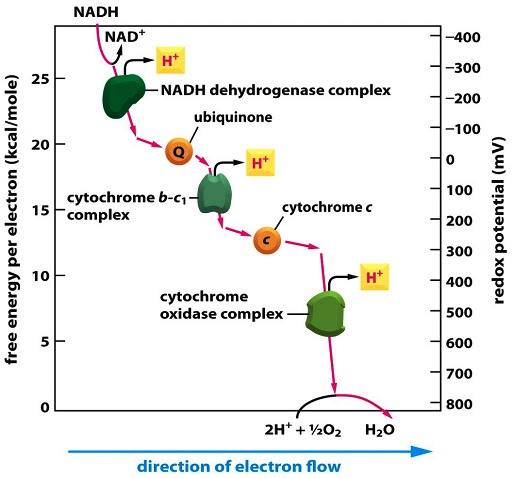 NADH
NAD⁺
H⁺
NADH dehydrogenase complex
ubiquinone
Q
H⁺
cytochrome b-c₁
complex
cytochrome c
c
H⁺
cytochrome
oxidase complex
2H⁺ + ½O₂
H₂O
direction of electron flow
free energy per electron (kcal/mole)
25
20
15
10
5
0
redox potential (mV)
–400
–300
–200
–100
0
100
200
300
400
500
600
700
800